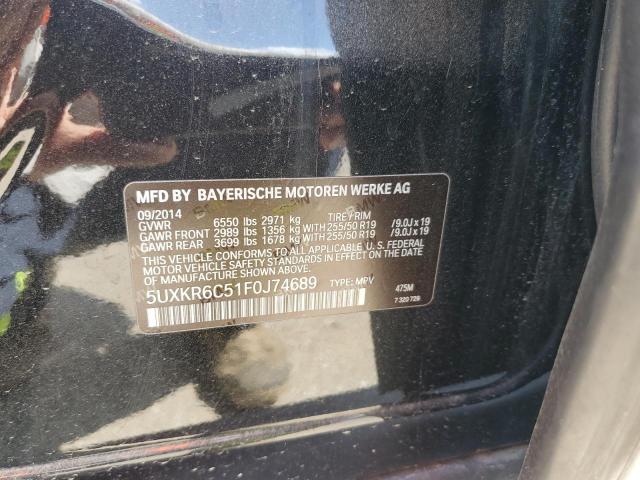 MFD BY BAYERISCHE MOTOREN WERKE AG
09/2014
GVWR 6550 lbs 2971 kg TIRE/RIM
GAWR FRONT 2989 lbs 1356 kg WITH 255/50 R19 /9.0J x 19
GAWR REAR 3699 lbs 1678 kg WITH 255/50 R19 /9.0J x 19
THIS VEHICLE CONFORMS TO ALL APPLICABLE U.S. FEDERAL
MOTOR VEHICLE SAFETY STANDARDS IN EFFECT ON THE DATE
OF MANUFACTURE SHOWN ABOVE.
5UXKR6C51F0J74689 TYPE: MPV 475M
7 320 729